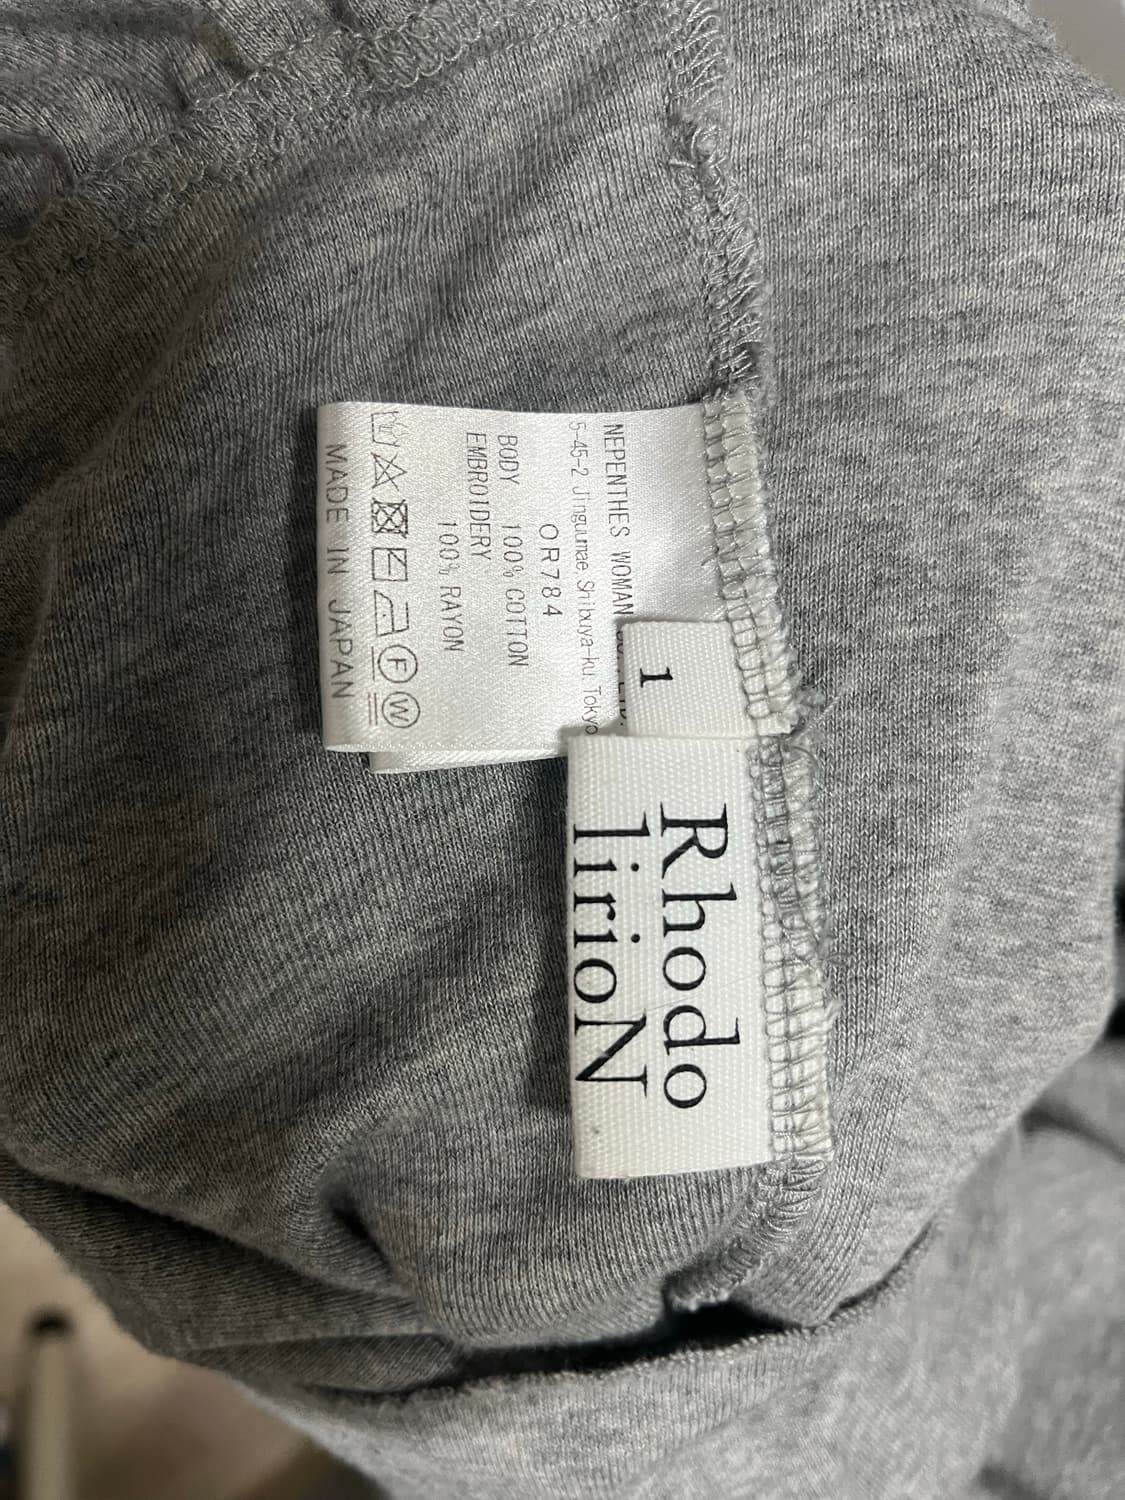 NEPENTHES WOMAN
5-45-2 Jinguumae Shibuya-ku. Tokyo
OR784
BODY 100% COTTON
EMBROIDERY
100% RAYON
F W
MADE IN JAPAN
1
Rhodo
lirioN